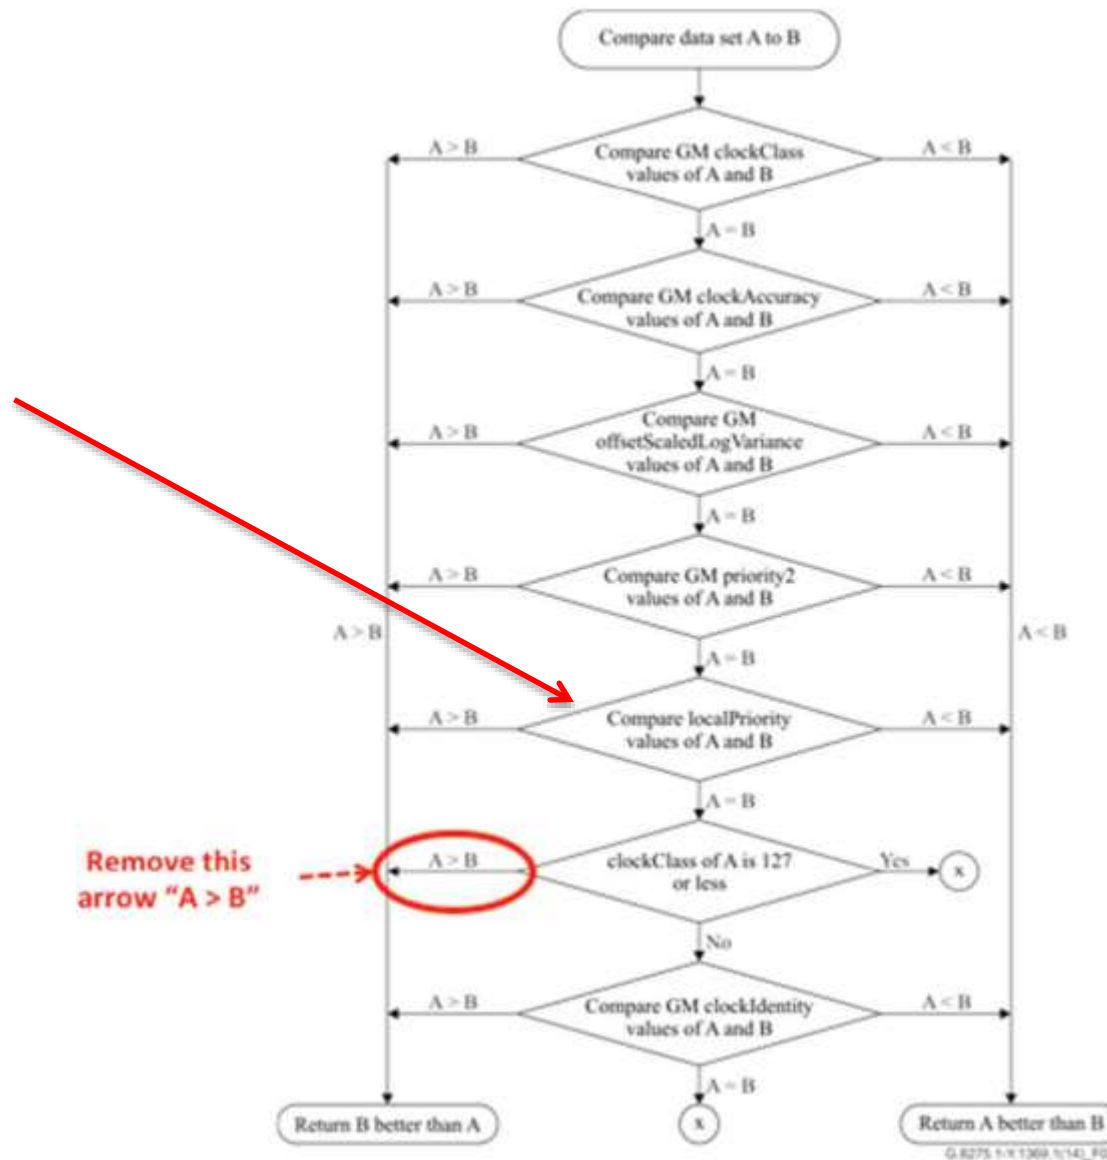 Compare data set A to B
A > B
Compare GM clockClass
values of A and B
A < B
A = B
A > B
Compare GM clockAccuracy
values of A and B
A < B
A = B
A > B
Compare GM
offsetScaledLogVariance
values of A and B
A < B
A = B
A > B
Compare GM priority2
values of A and B
A < B
A > B
A < B
A = B
A > B
Compare localPriority
values of A and B
A < B
A = B
Remove this
arrow “A > B”
A > B
clockClass of A is 127
or less
Yes
x
No
A > B
Compare GM clockIdentity
values of A and B
A < B
A = B
Return B better than A
x
Return A better than B